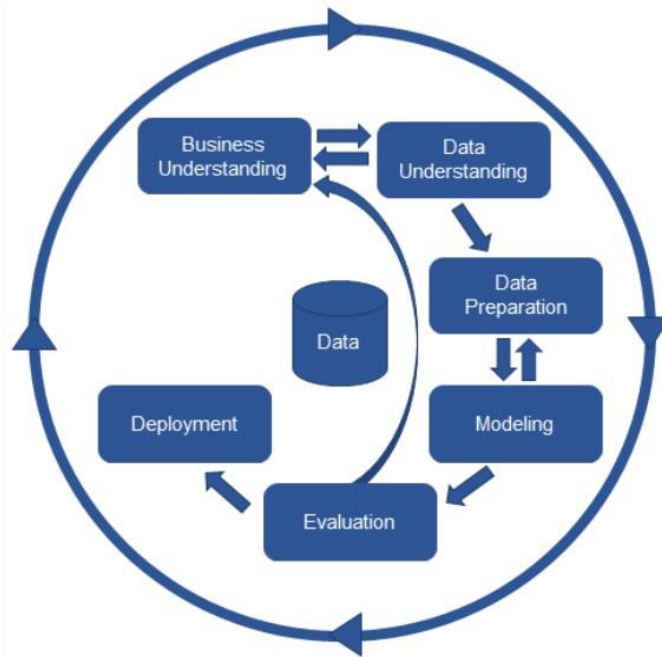 Business
Understanding
Data
Understanding
Data
Preparation
Data
Modeling
Deployment
Evaluation